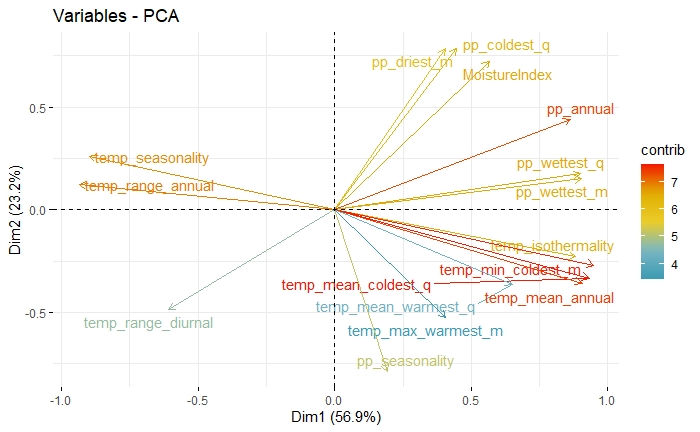 Variables - PCA
pp_coldest_q
pp_driest_m
MoistureIndex
pp_annual
pp_wettest_q
pp_wettest_m
temp_seasonality
temp_range_annual
temp_isothermality
temp_min_coldest_m
temp_mean_coldest_q
temp_mean_annual
temp_mean_warmest_q
temp_range_diurnal
temp_max_warmest_m
pp_seasonality
0.5
0.0
-0.5
Dim2 (23.2%)
-1.0 -0.5 0.0 0.5 1.0
Dim1 (56.9%)
contrib
7
6
5
4